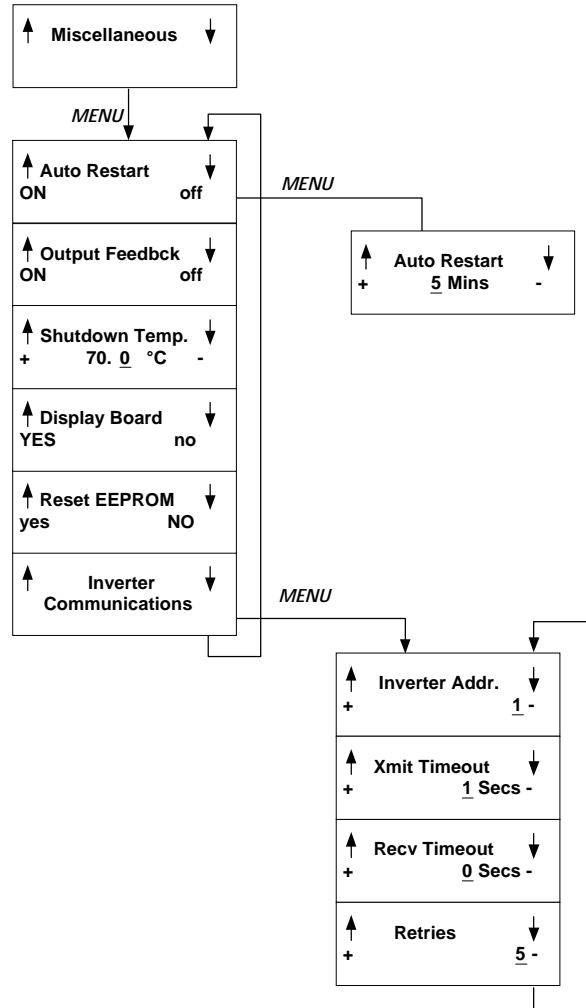 Miscellaneous
MENU
Auto Restart
ON off
MENU
Auto Restart
+ 5 Mins -
Output Feedbck
ON off
Shutdown Temp.
+ 70. 0 °C -
Display Board
YES no
Reset EEPROM
yes NO
Inverter
Communications
MENU
Inverter Addr.
+ 1 -
Xmit Timeout
+ 1 Secs -
Recv Timeout
+ 0 Secs -
Retries
+ 5 -